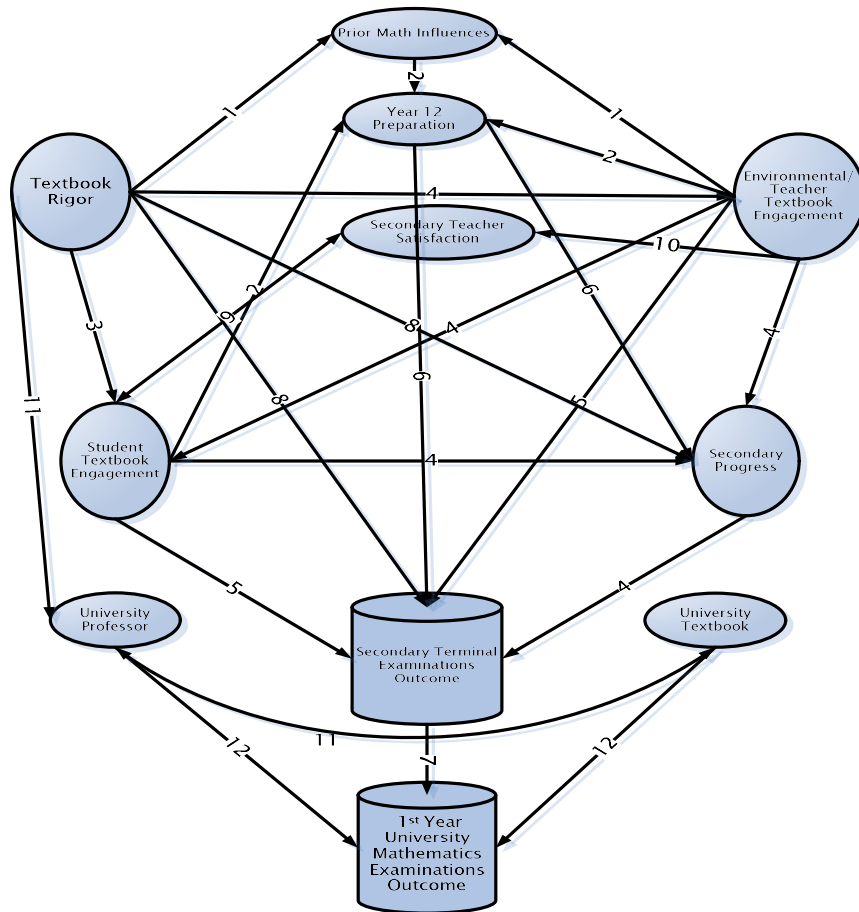 Prior Math Influences
1
2
1
Year 12
Preparation
2
Textbook
Rigor
4
Environmental/
Teacher
Textbook
Engagement
Secondary Teacher
Satisfaction
10
2
6
9
8
4
3
4
6
11
8
5
Student
Textbook
Engagement
4
Secondary
Progress
5
4
University
Professor
University
Textbook
Secondary Terminal
Examinations
Outcome
12
11
7
12
1st Year
University
Mathematics
Examinations
Outcome